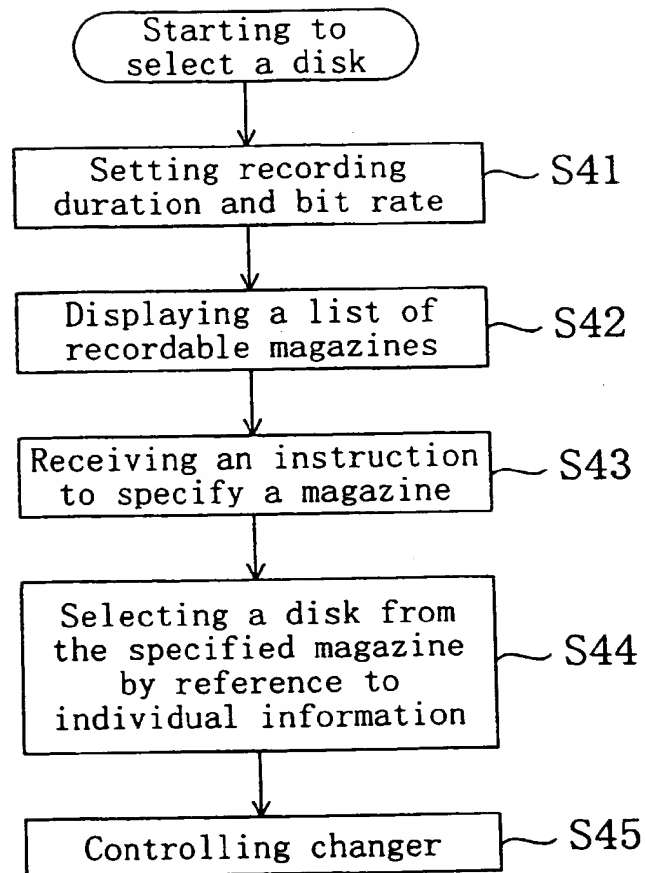 Starting to
select a disk
Setting recording
duration and bit rate
S41
Displaying a list of
recordable magazines
S42
Receiving an instruction
to specify a magazine
S43
Selecting a disk from
the specified magazine
by reference to
individual information
S44
Controlling changer
S45